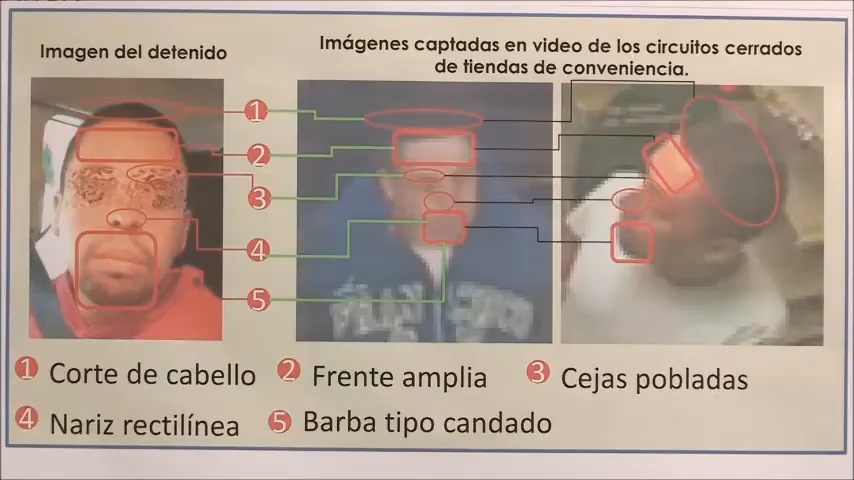 Imagen del detenido
Imágenes captadas en video de los circuitos cerrados
de tiendas de conveniencia.
1
2
3
4
5
1 Corte de cabello 2 Frente amplia 3 Cejas pobladas
4 Nariz rectilínea 5 Barba tipo candado